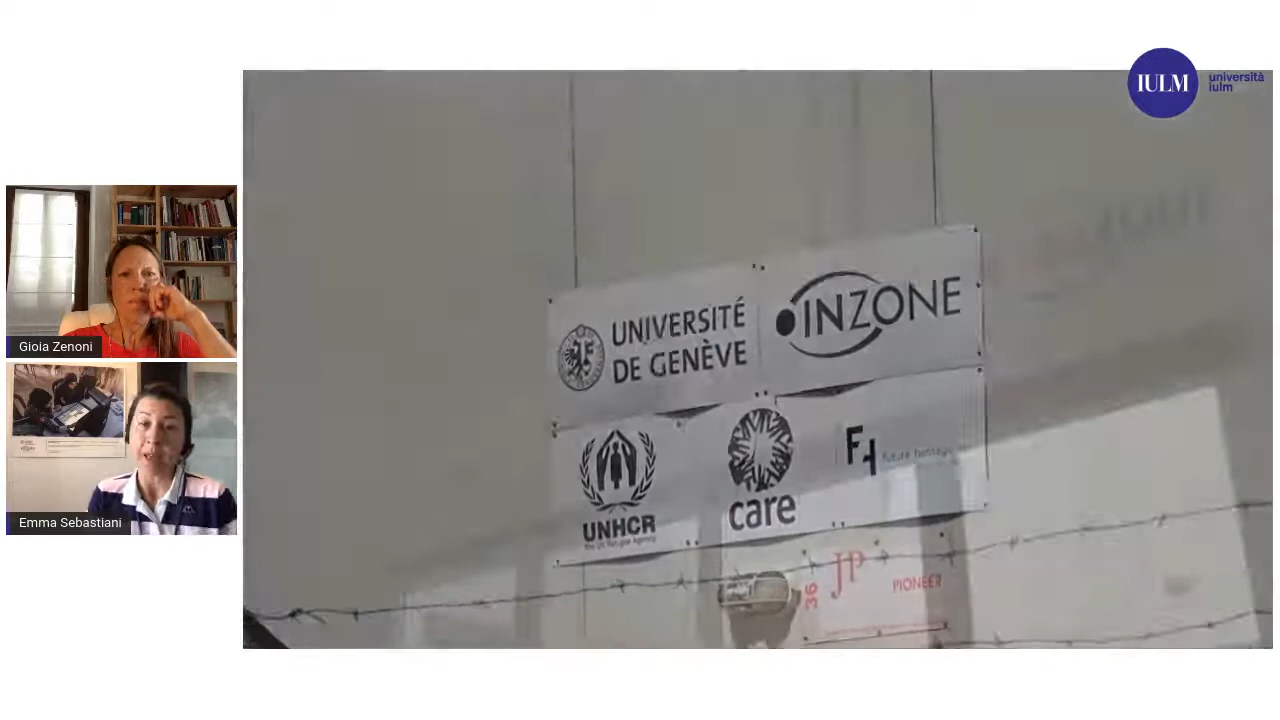 IULM
università
iulm
Gioia Zenoni
Emma Sebastiani
UNIVERSITÉ
DE GENÈVE
INZONE
UNHCR
The UN Refugee Agency
care
FH
future heritage
36
JP
PIONEER